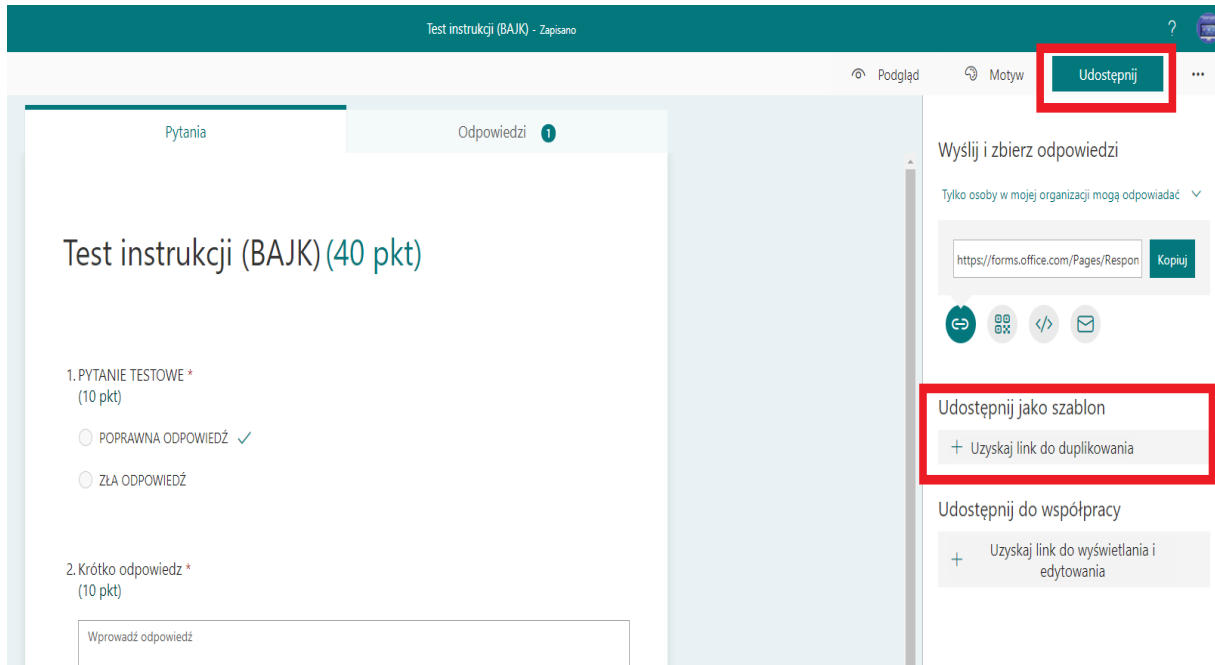 Test instrukcji (BAJK) - Zapisano
?
Podgląd
Motyw
Udostępnij
...
Pytania
Odpowiedzi 1
Test instrukcji (BAJK) (40 pkt)
1. PYTANIE TESTOWE *
(10 pkt)
POPRAWNA ODPOWIEDŹ
ZŁA ODPOWIEDŹ
2. Krótko odpowiedz *
(10 pkt)
Wprowadź odpowiedź
Wyślij i zbierz odpowiedzi
Tylko osoby w mojej organizacji mogą odpowiadać
https://forms.office.com/Pages/Respon
Kopiuj
</>
Udostępnij jako szablon
+ Uzyskaj link do duplikowania
Udostępnij do współpracy
+ Uzyskaj link do wyświetlania i
edytowania